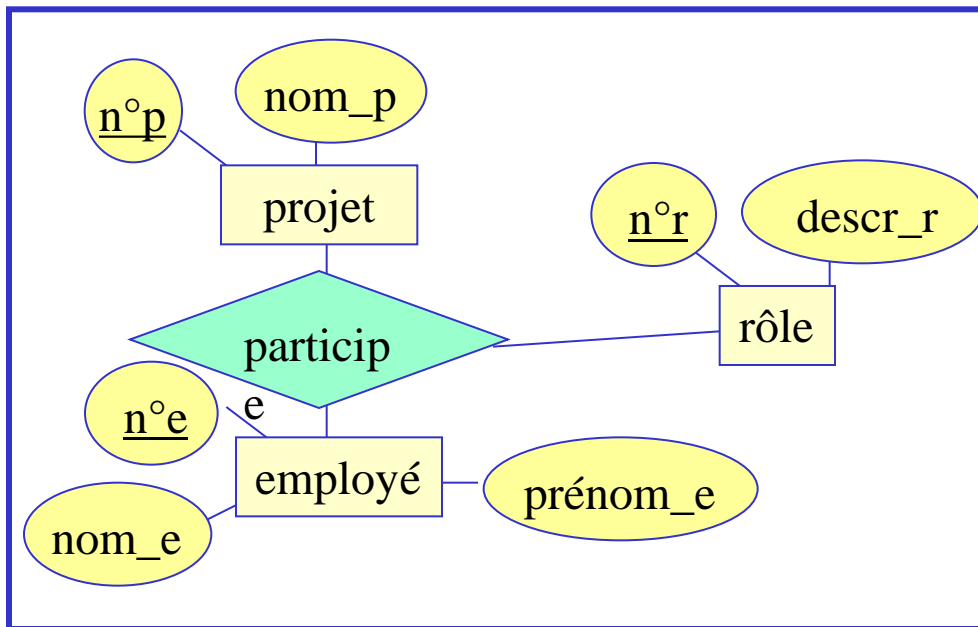 nom_p
n°p
projet
n°r
descr_r
rôle
particip
e
n°e
employé
prénom_e
nom_e